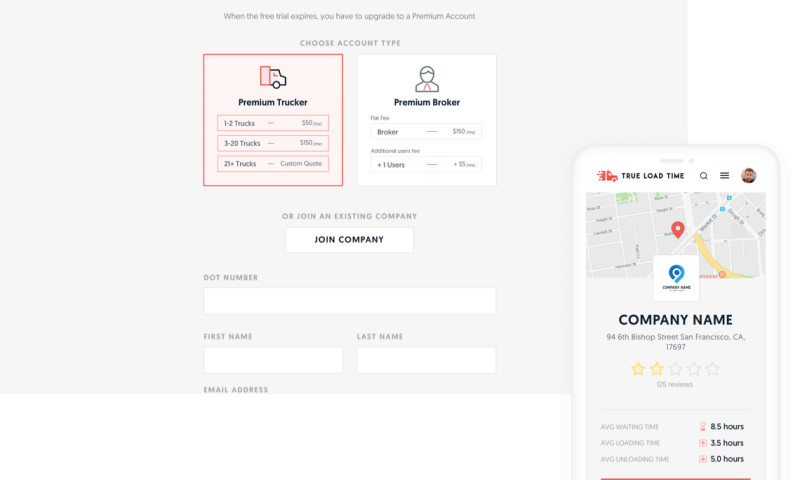 When the free trial expires, you have to upgrade to a Premium Account
CHOOSE ACCOUNT TYPE
Premium Trucker
1-2 Trucks — $50/mo
3-20 Trucks — $150/mo
21+ Trucks — Custom Quote
Premium Broker
Flat Fee
Broker — $150/mo
Additional users fee
+ 1 Users — + $5/mo
OR JOIN AN EXISTING COMPANY
JOIN COMPANY
DOT NUMBER
FIRST NAME
LAST NAME
EMAIL ADDRESS
TRUE LOAD TIME
Market St
Gough St
COMPANY NAME
COMPANY NAME
94 6th Bishop Street San Francisco, CA,
17697
125 reviews
AVG WAITING TIME 8.5 hours
AVG LOADING TIME 3.5 hours
AVG UNLOADING TIME 5.0 hours